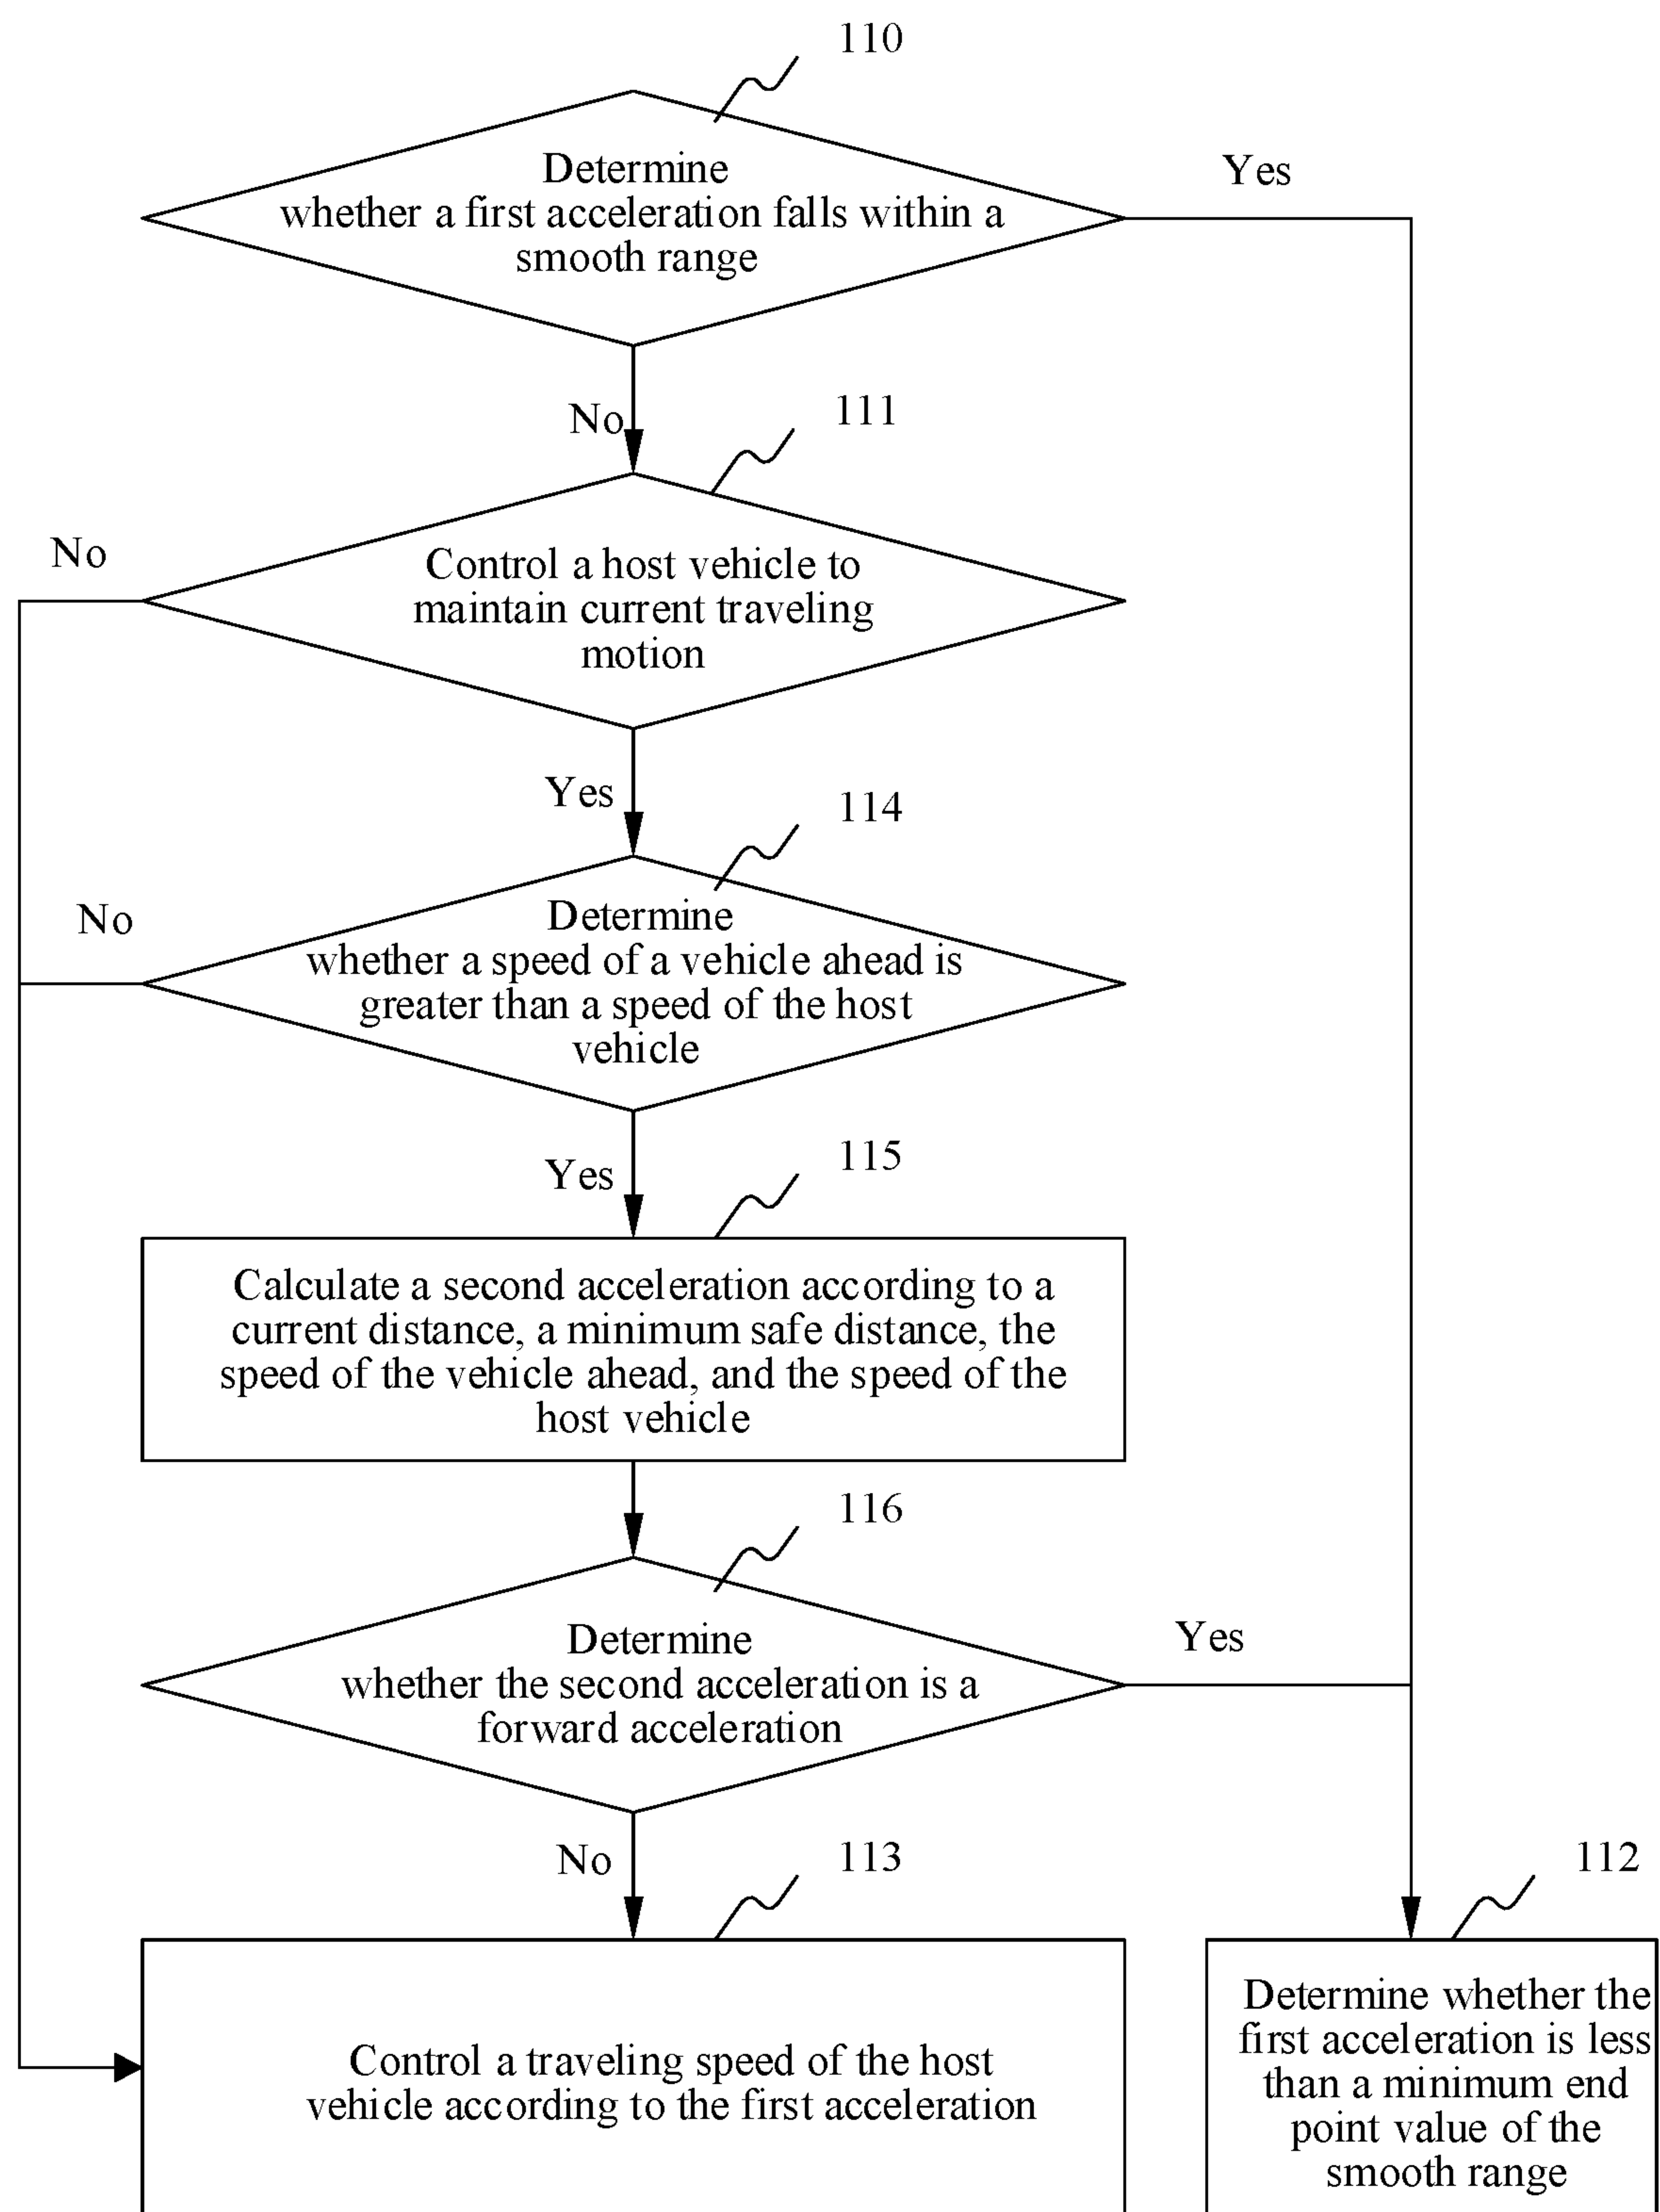 110
Determine
whether a first acceleration falls within a
smooth range
Yes
No
111
Control a host vehicle to
maintain current traveling
motion
No
Yes
114
Determine
whether a speed of a vehicle ahead is
greater than a speed of the host
vehicle
No
Yes
115
Calculate a second acceleration according to a
current distance, a minimum safe distance, the
speed of the vehicle ahead, and the speed of the
host vehicle
116
Determine
whether the second acceleration is a
forward acceleration
Yes
No
113
Control a traveling speed of the host
vehicle according to the first acceleration
112
Determine whether the
first acceleration is less
than a minimum end
point value of the
smooth range